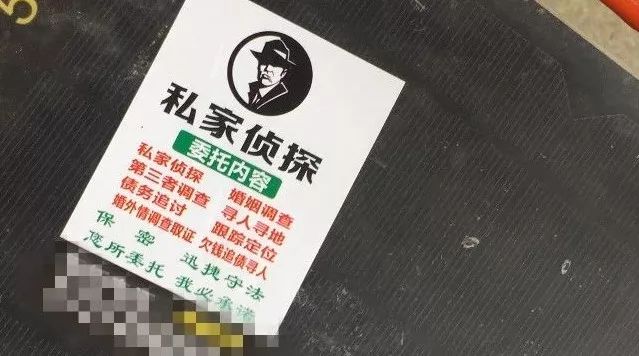 5
私家侦探
委托内容
私家侦探 婚姻调查
第三者调查 寻人寻地
债务追讨 跟踪定位
婚外情调查取证 欠钱追债寻人
保密 迅捷守法
您所委托 我必承诺